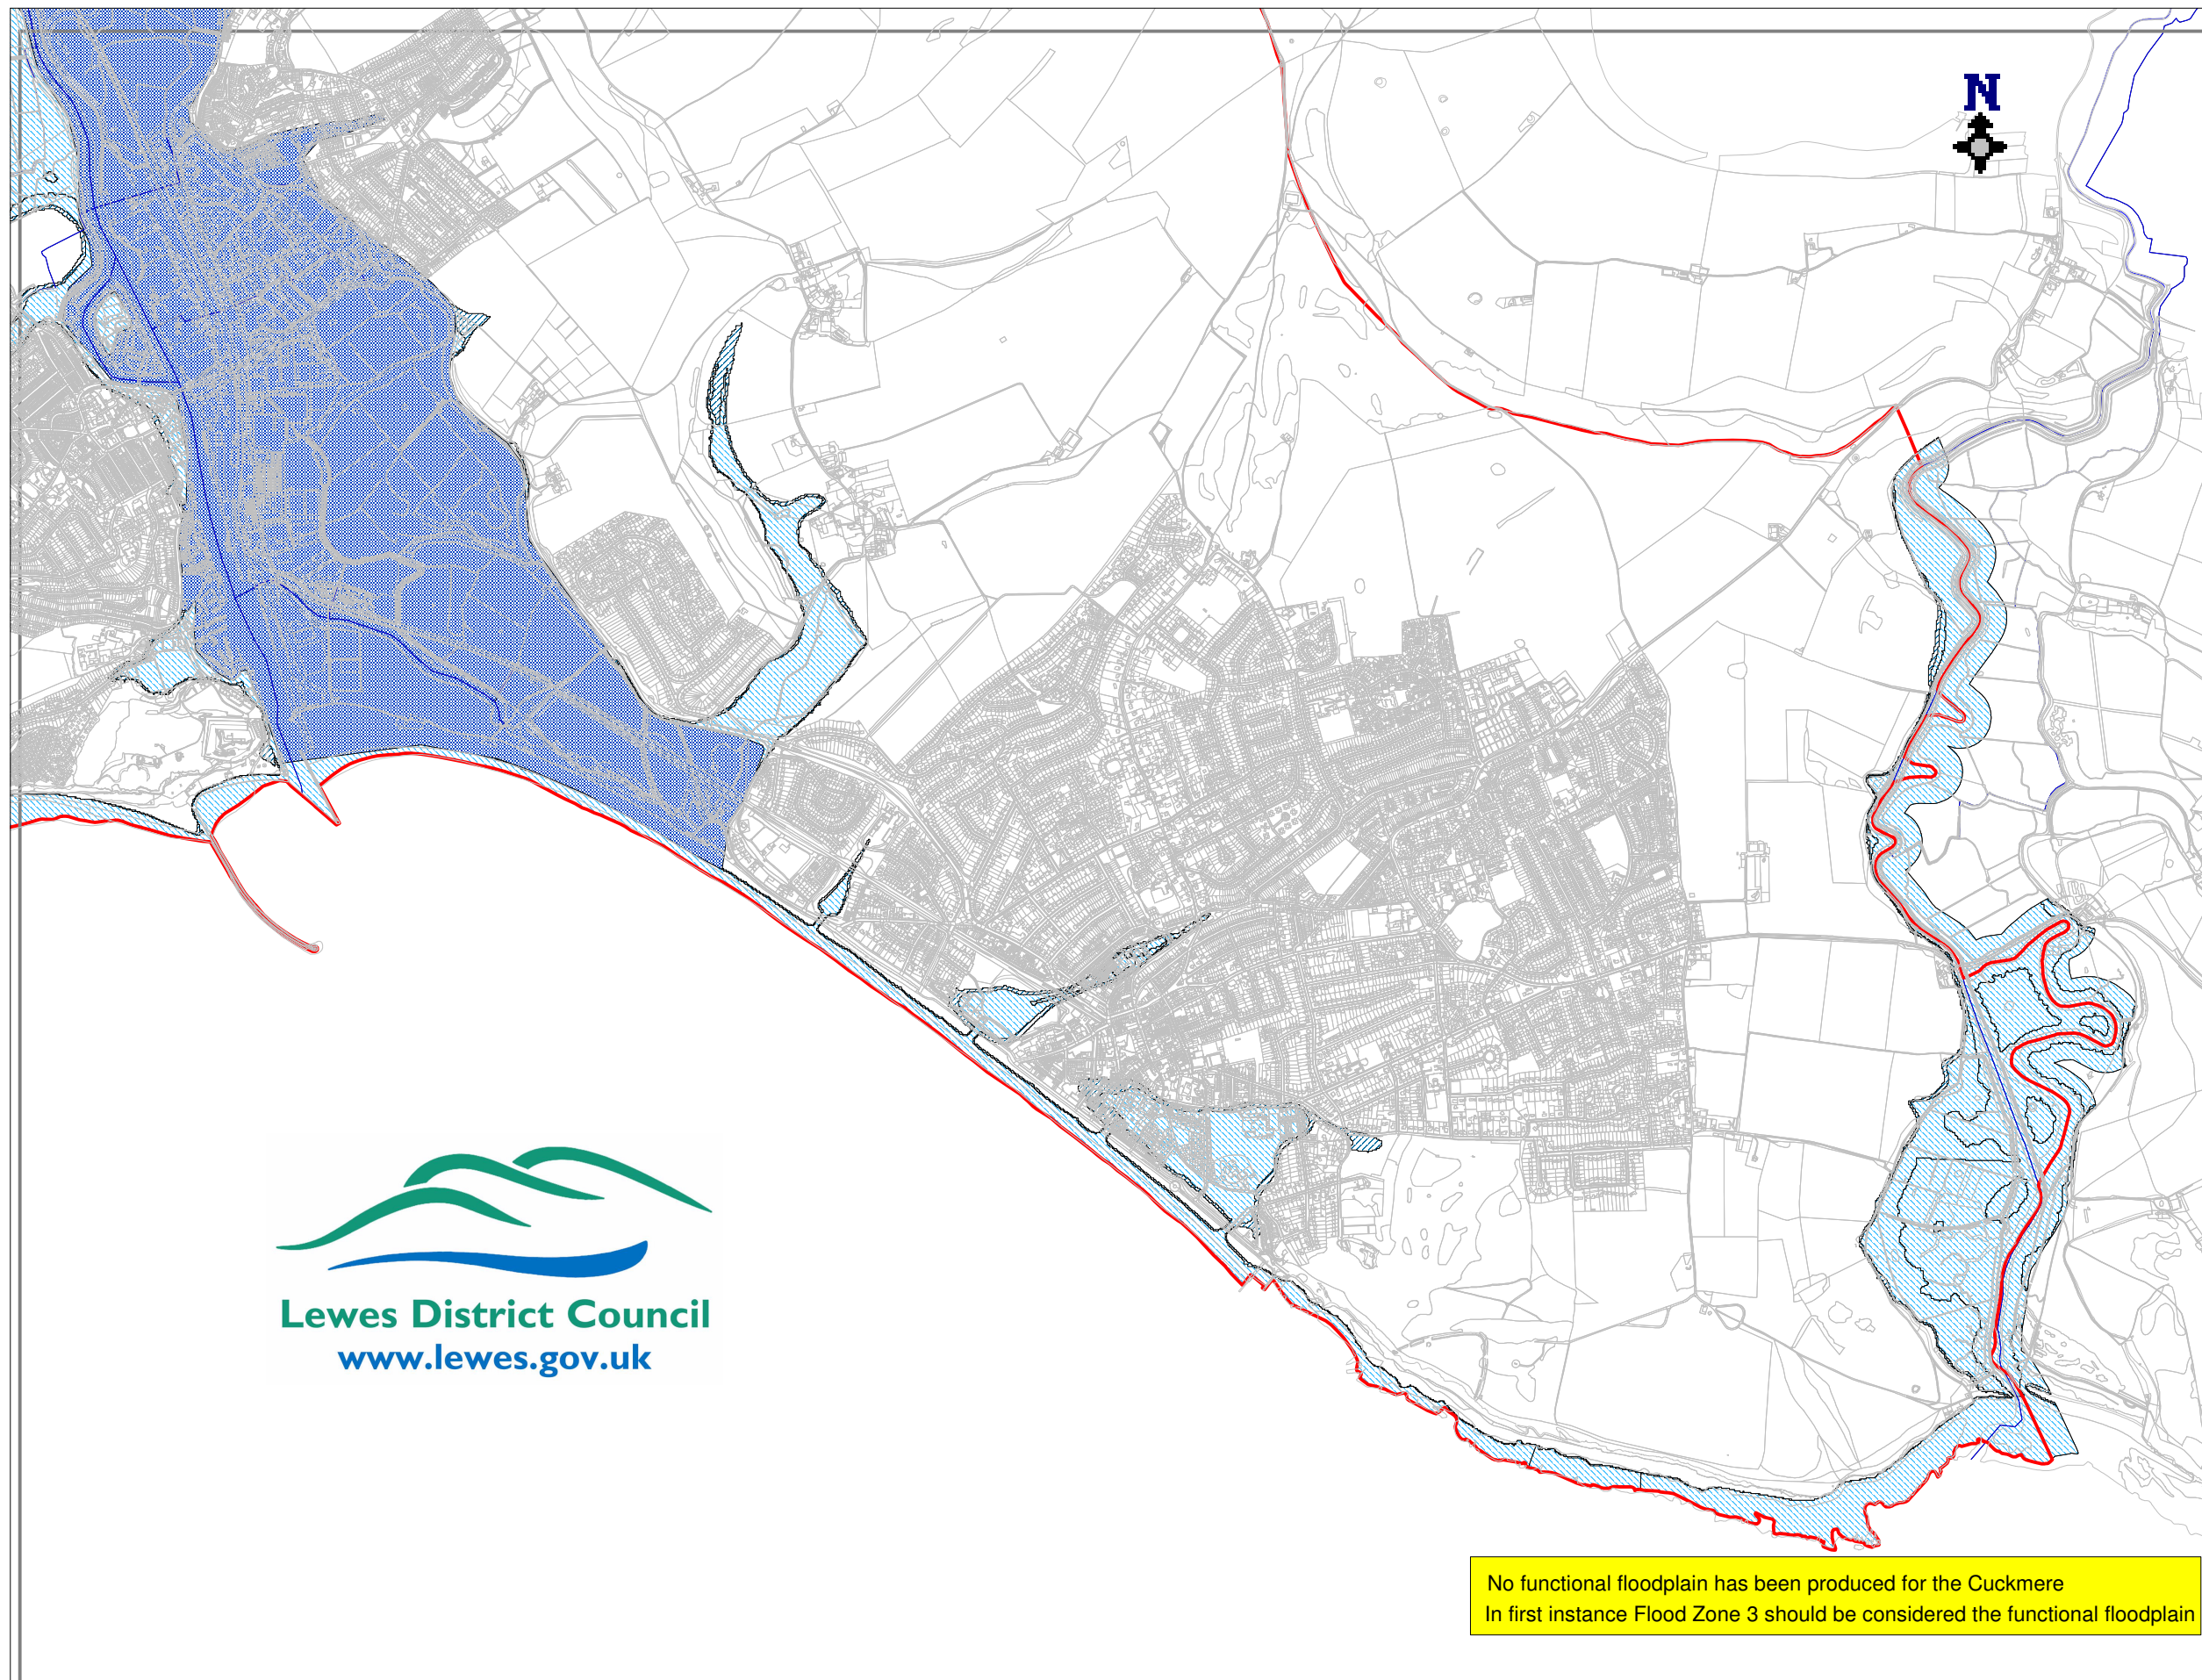 N
Lewes District Council
www.lewes.gov.uk
No functional floodplain has been produced for the Cuckmere
In first instance Flood Zone 3 should be considered the functional floodplain